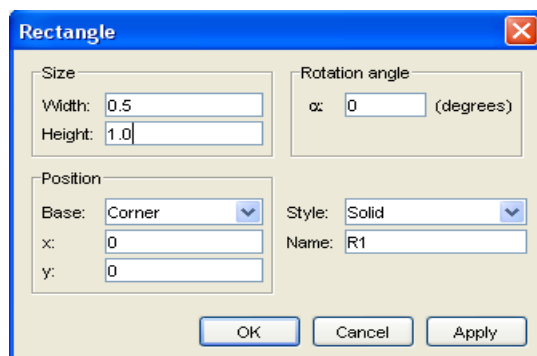 Rectangle
Size
Width: 0.5
Height: 1.0
Rotation angle
α: 0 (degrees)
Position
Base: Corner
x: 0
y: 0
Style: Solid
Name: R1
OK Cancel Apply